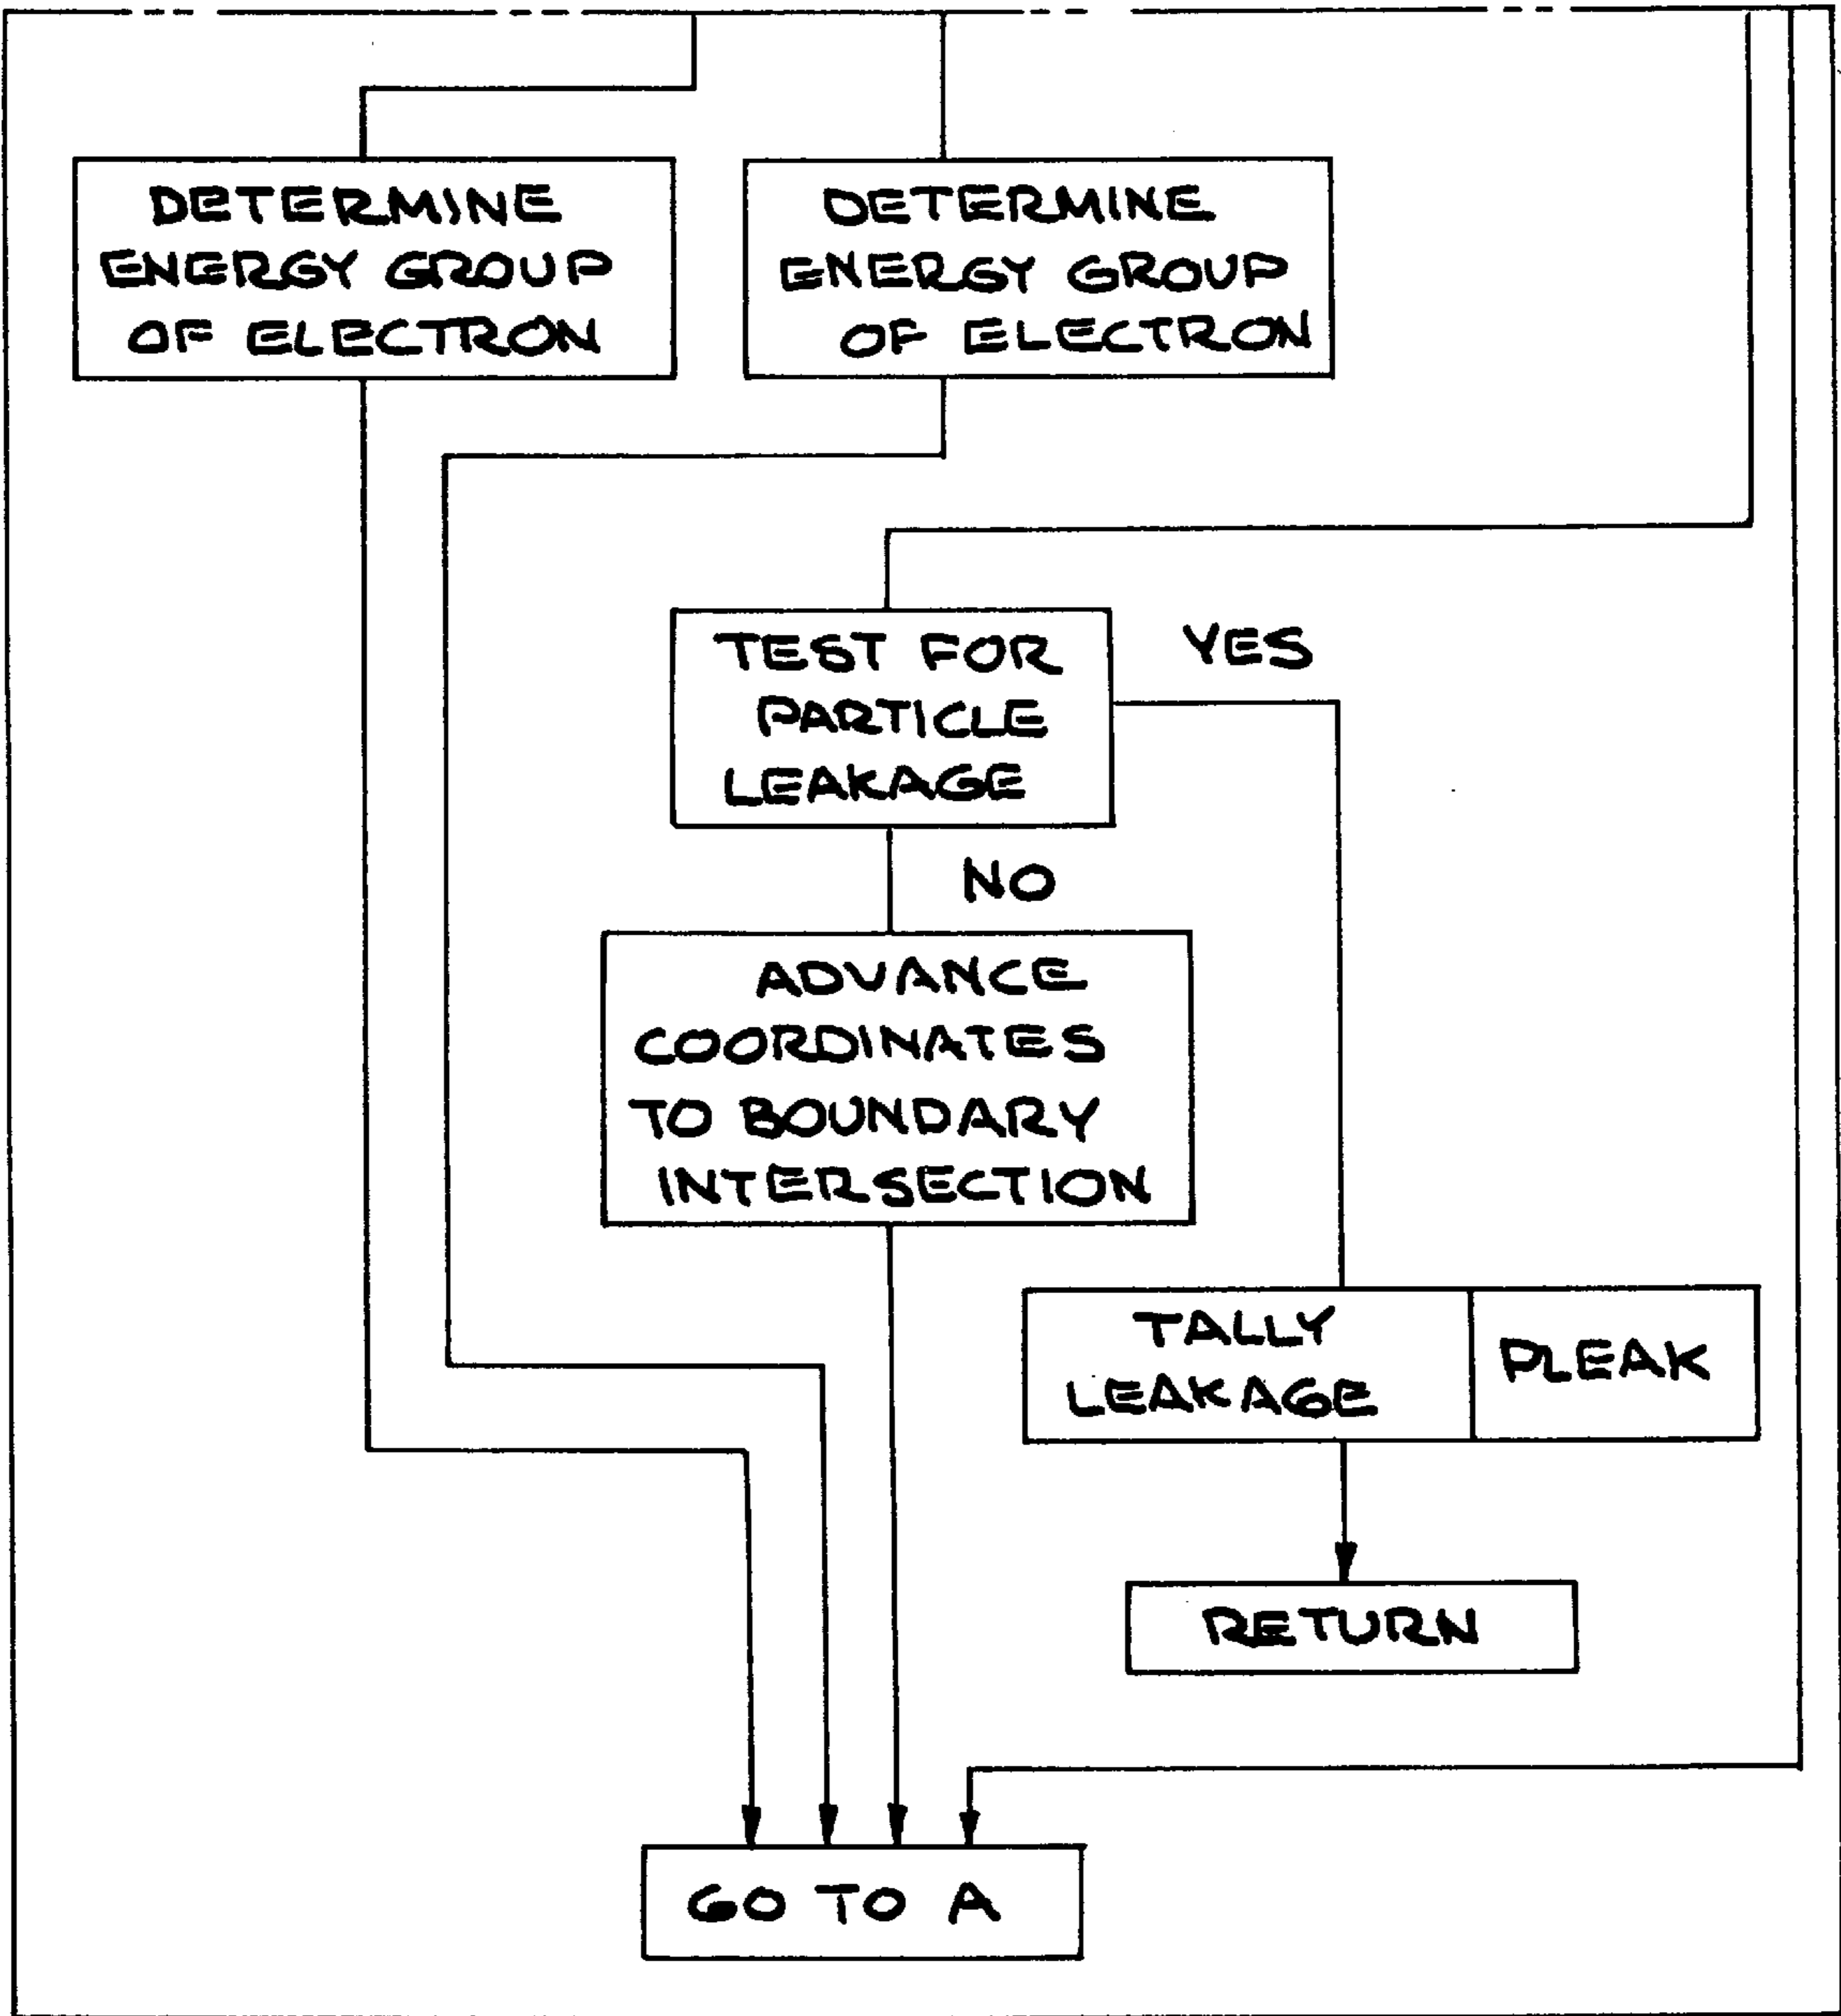 DETERMINE
ENERGY GROUP
OF ELECTRON
DETERMINE
ENERGY GROUP
OF ELECTRON
TEST FOR
PARTICLE
LEAKAGE
YES
NO
ADVANCE
COORDINATES
TO BOUNDARY
INTERSECTION
TALLY
LEAKAGE
PLEAK
RETURN
GO TO A